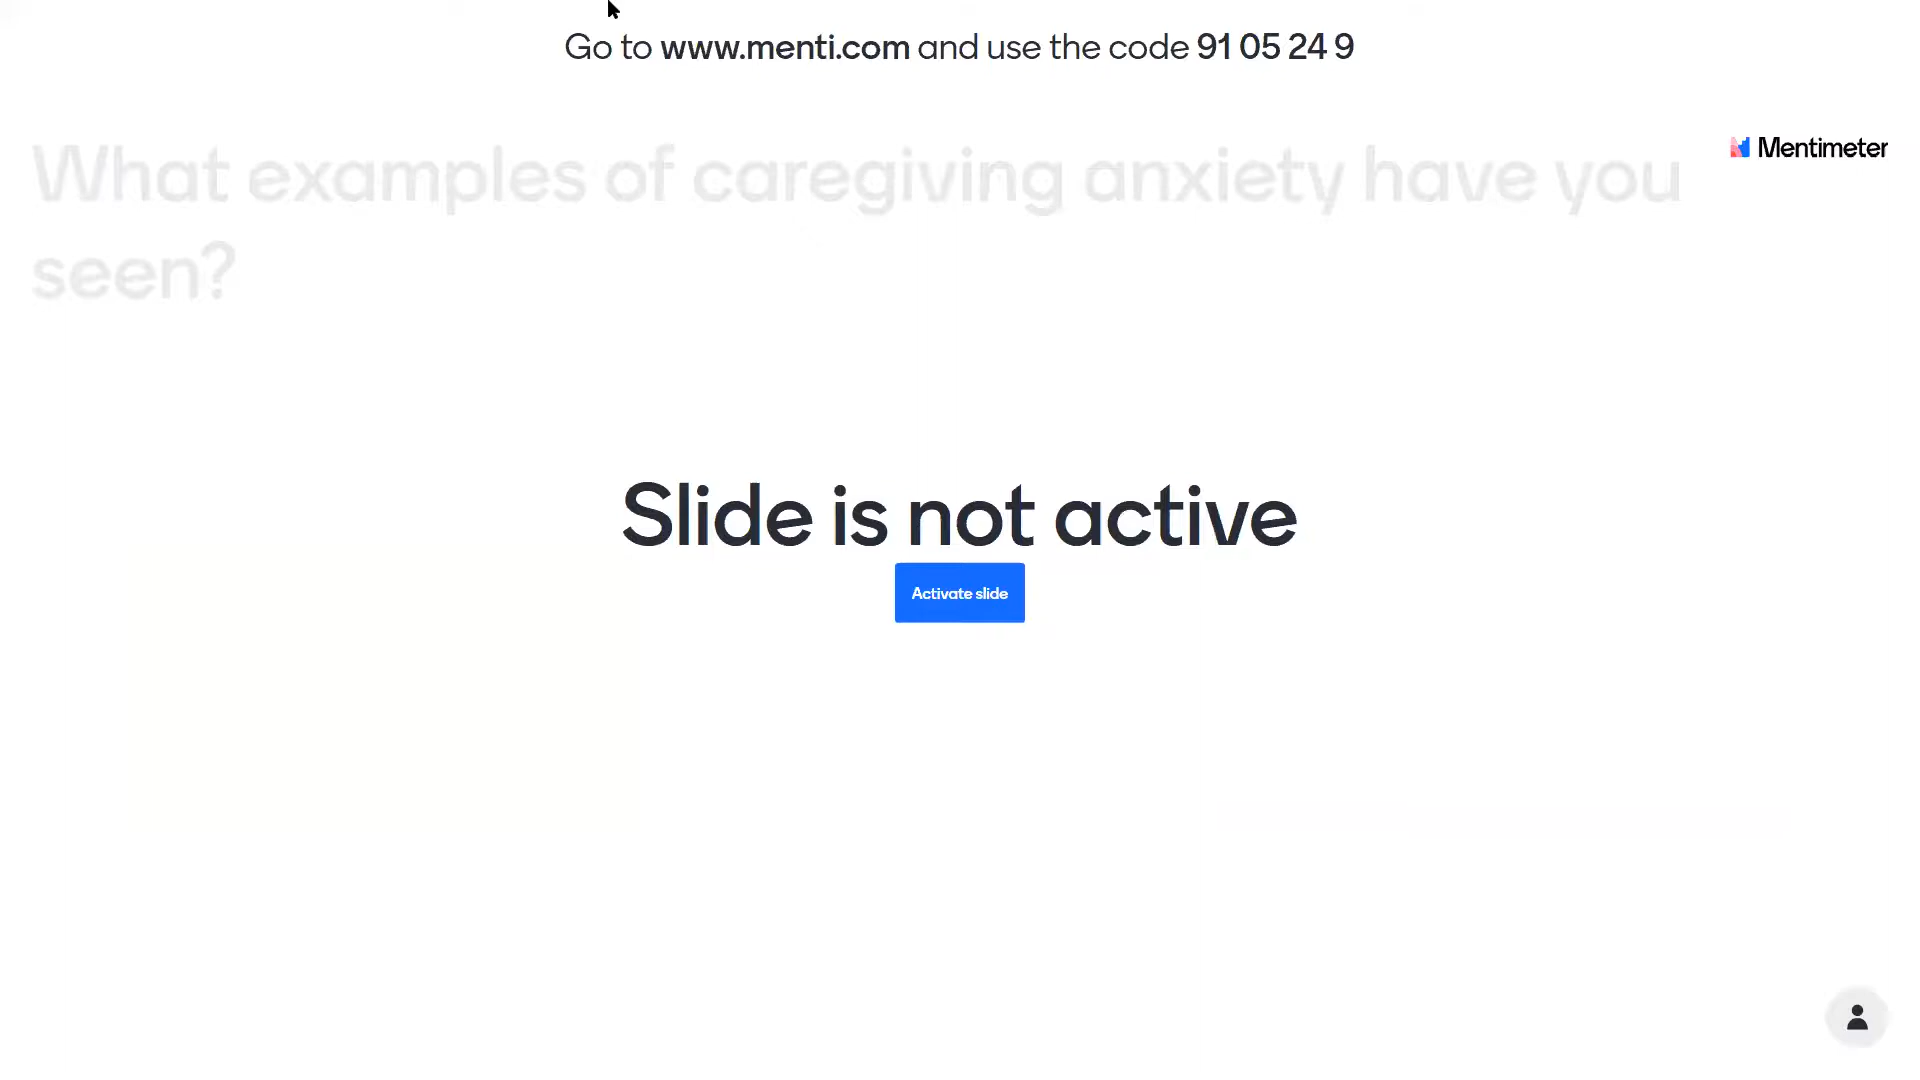 Go to www.menti.com and use the code 91 05 24 9
Mentimeter
What examples of caregiving anxiety have you
seen?
Slide is not active
Activate slide